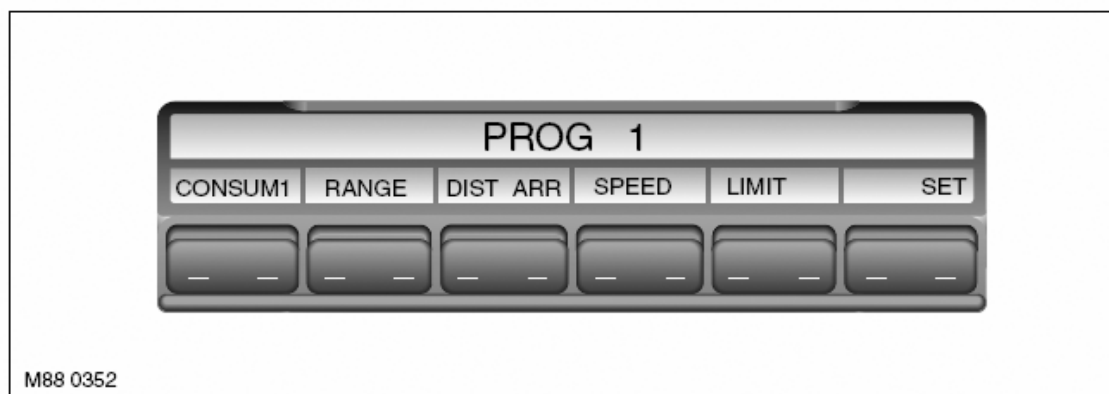 PROG 1
CONSUM1 RANGE DIST ARR SPEED LIMIT SET
M88 0352